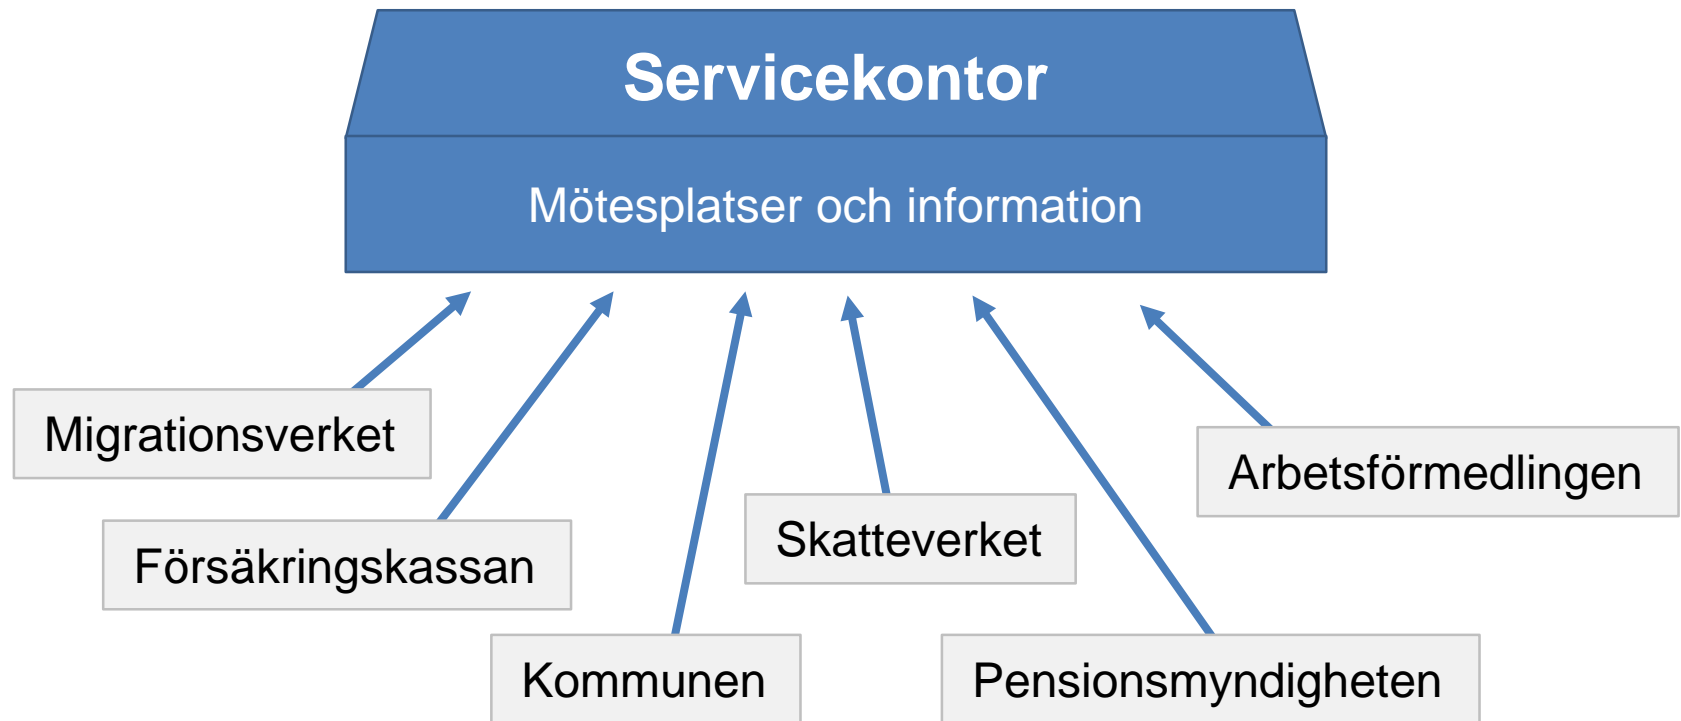 Servicekontor
Mötesplatser och information
Migrationsverket
Arbetsförmedlingen
Skatteverket
Försäkringskassan
Kommunen
Pensionsmyndigheten